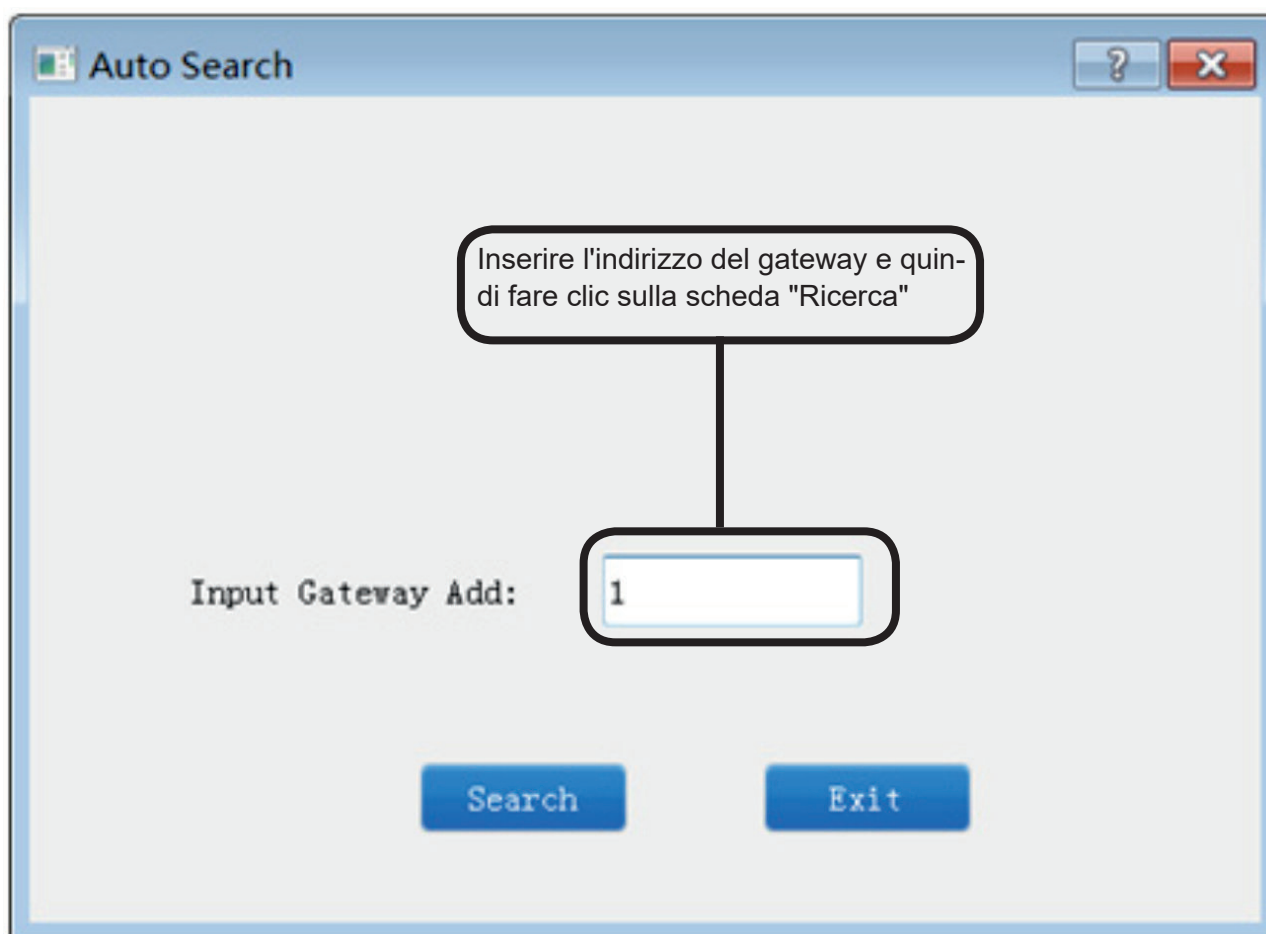 Auto Search
Inserire l'indirizzo del gateway e quin-
di fare clic sulla scheda "Ricerca"
Input Gateway Add:
1
Search
Exit